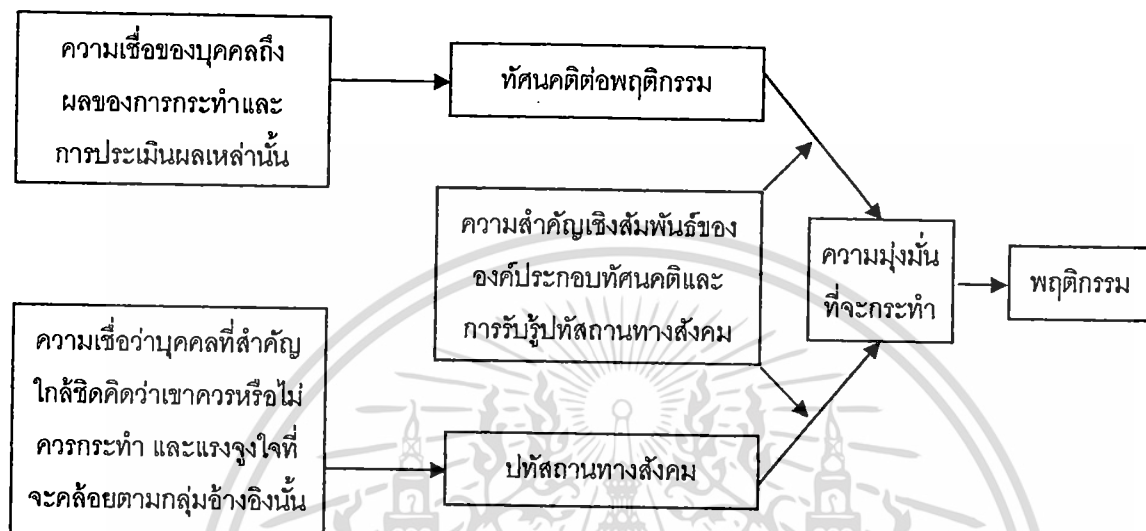 ความเชื่อของบุคคลถึง
ผลของการกระทำและ
การประเมินผลเหล่านั้น
ทัศนคติต่อพฤติกรรม
ความสำคัญเชิงสัมพันธ์ของ
องค์ประกอบทัศนคติและ
การรับรู้ปทัสถานทางสังคม
ความมุ่งมั่น
ที่จะกระทำ
พฤติกรรม
ความเชื่อว่าบุคคลที่สำคัญ
ใกล้ชิดคิดว่าเขาควรหรือไม่
ควรกระทำ และแรงจูงใจที่
จะคล้อยตามกลุ่มอ้างอิงนั้น
ปทัสถานทางสังคม